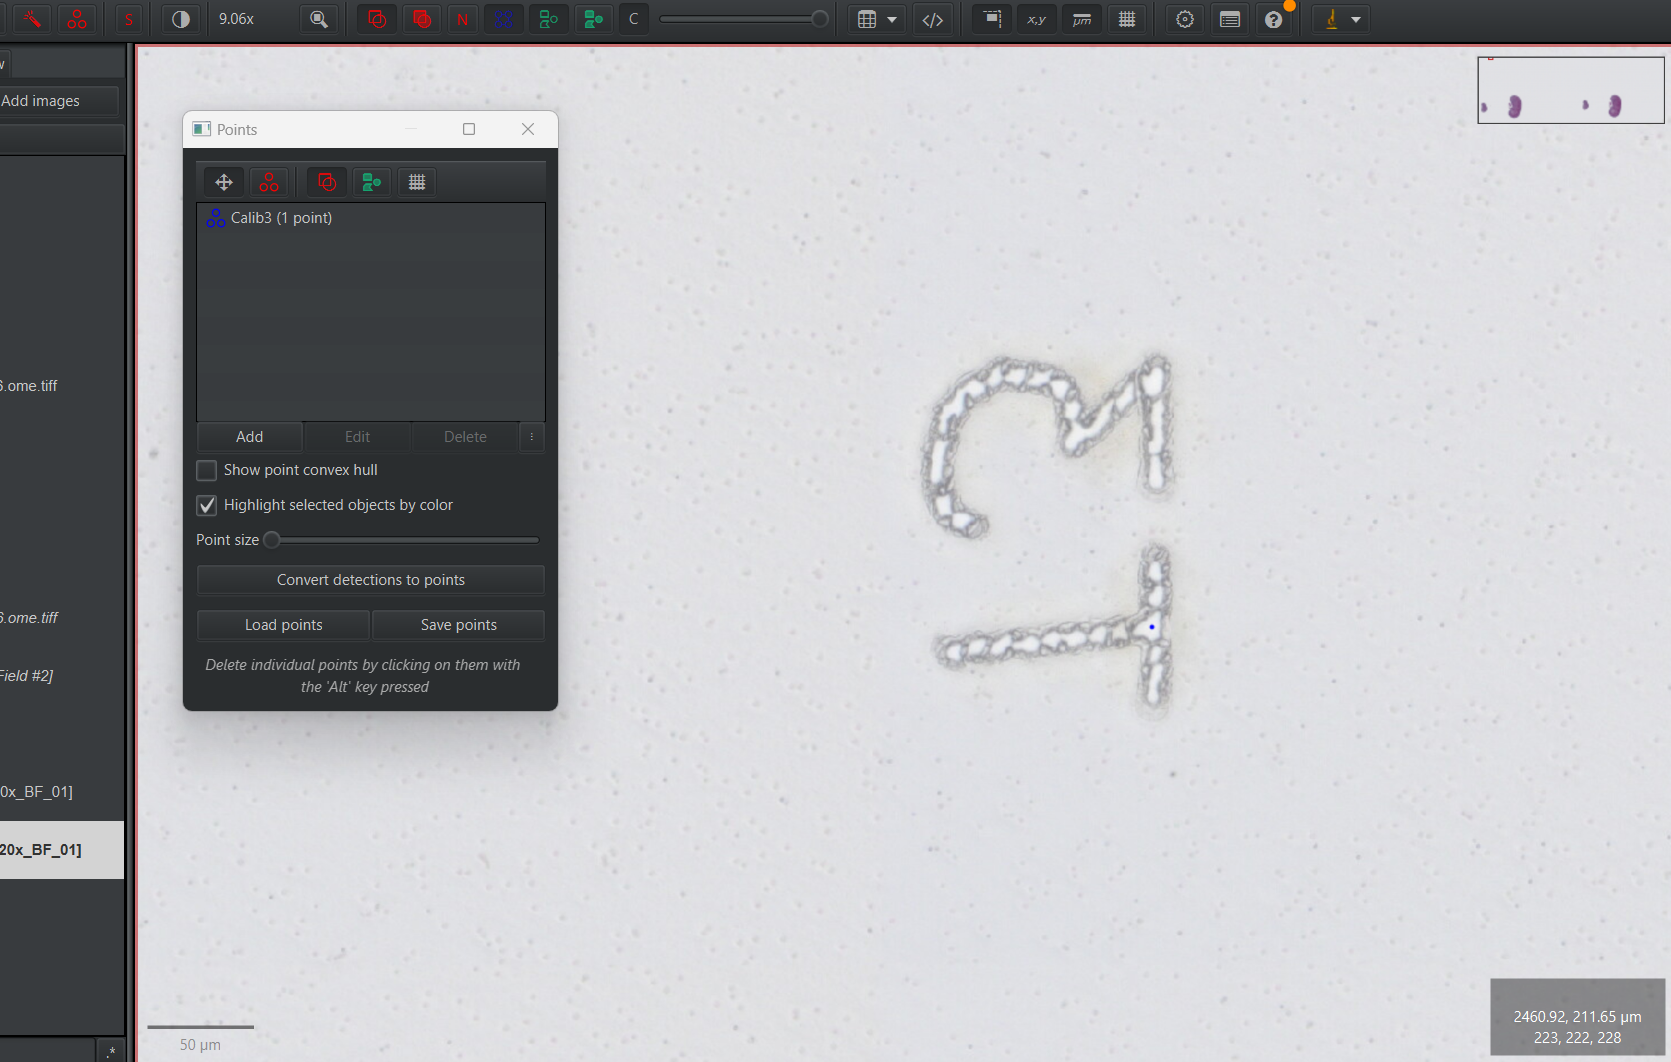 S
9.06x
N
C
x,y
μm
w
Add images
Points
Calib3 (1 point)
Add
Edit
Delete
Show point convex hull
Highlight selected objects by color
Point size
Convert detections to points
Load points
Save points
Delete individual points by clicking on them with
the 'Alt' key pressed
6.ome.tiff
6.ome.tiff
Field #2]
0x_BF_01]
20x_BF_01]
.*
50 μm
2460.92, 211.65 μm
223, 222, 228